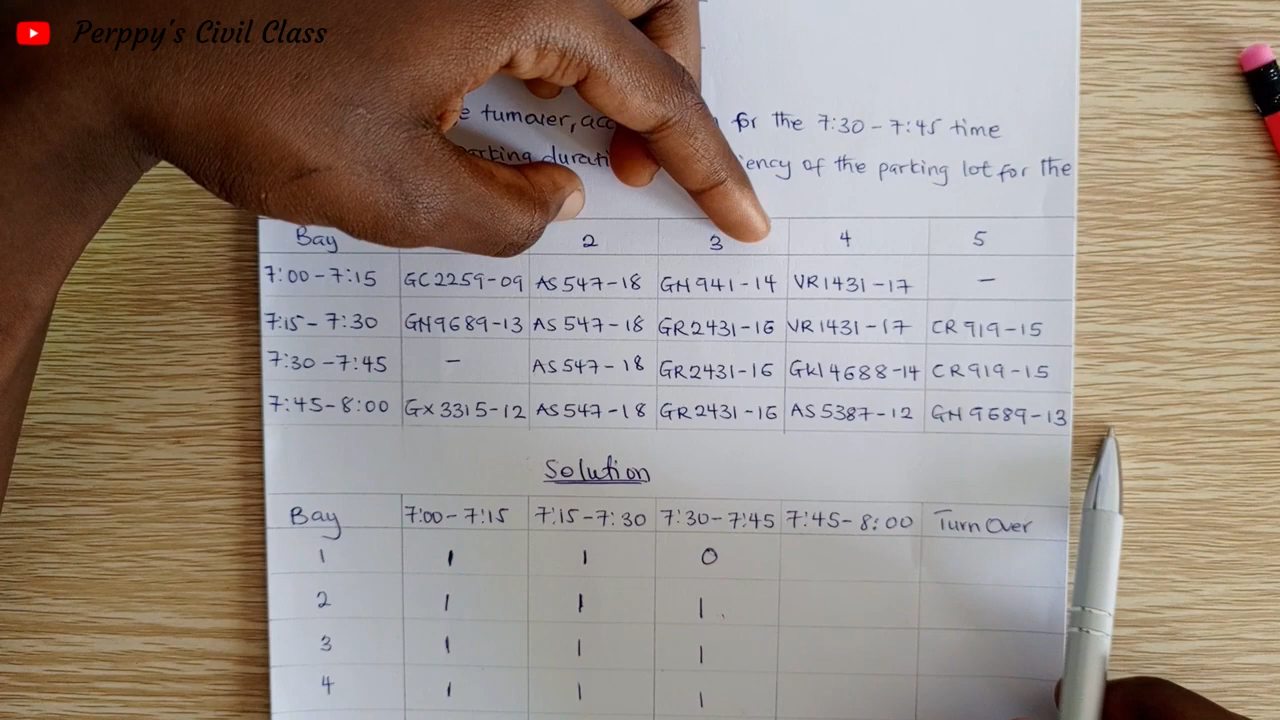 Perppy's Civil Class
e turnover, acc for the 7:30 - 7:45 time
parking durati iency of the parking lot for the
Bay 2 3 4 5
7:00-7:15 GC2259-09 AS547-18 GN941-14 VR1431-17 -
7:15-7:30 GN9689-13 AS547-18 GR2431-16 VR1431-17 CR919-15
7:30-7:45 - AS547-18 GR2431-16 GK14688-14 CR919-15
7:45-8:00 GX3315-12 AS547-18 GR2431-16 AS5387-12 GN9689-13
Solution
Bay 7:00-7:15 7:15-7:30 7:30-7:45 7:45-8:00 Turn Over
1 1 1 0
2 1 1 1
3 1 1 1
4 1 1 1